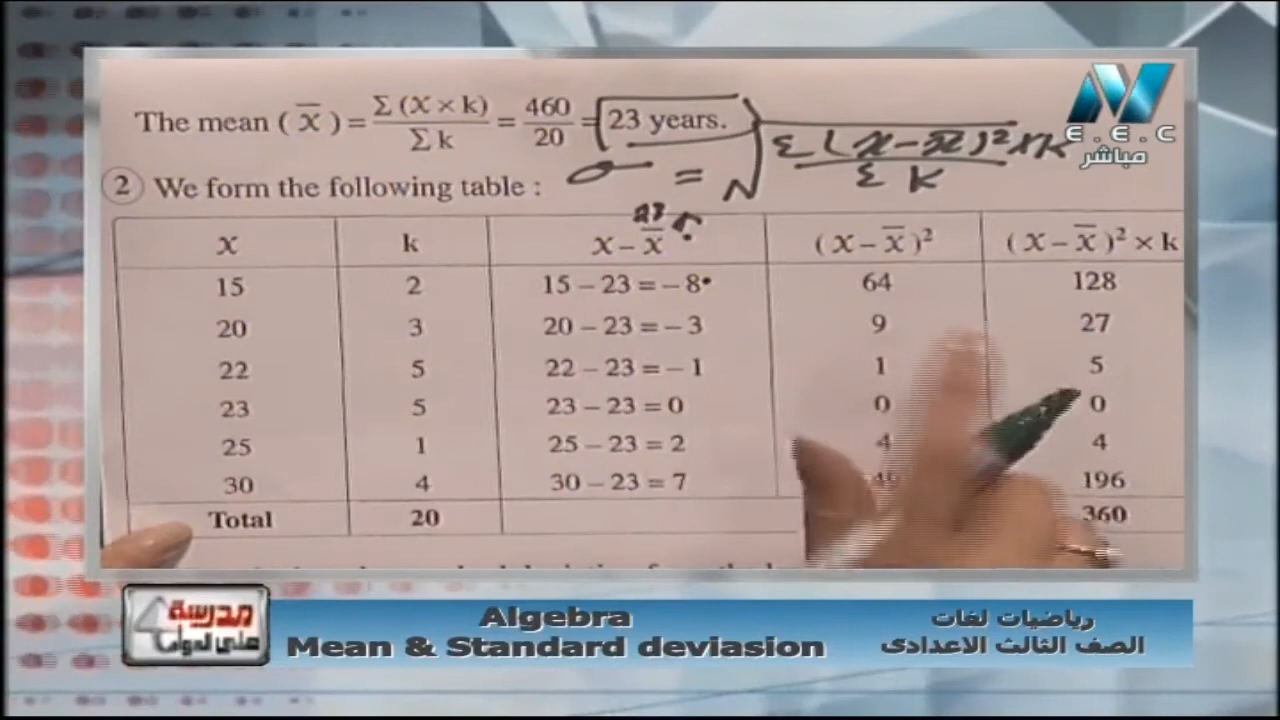 The mean ( x̄ ) = Σ (X × k) / Σ k = 460 / 20 = 23 years.
σ = √ Σ (x - x̄)² × k / Σ k
E . E . C
مباشر
2 We form the following table :
23
X k X – x̄ (X – x̄)² (X – x̄)² × k
15 2 15 – 23 = – 8 64 128
20 3 20 – 23 = – 3 9 27
22 5 22 – 23 = – 1 1 5
23 5 23 – 23 = 0 0 0
25 1 25 – 23 = 2 4 4
30 4 30 – 23 = 7 196
Total 20 360
مدرسة
على الهواء
Algebra
Mean & Standard deviasion
رياضيات لغات
الصف الثالث الاعدادى